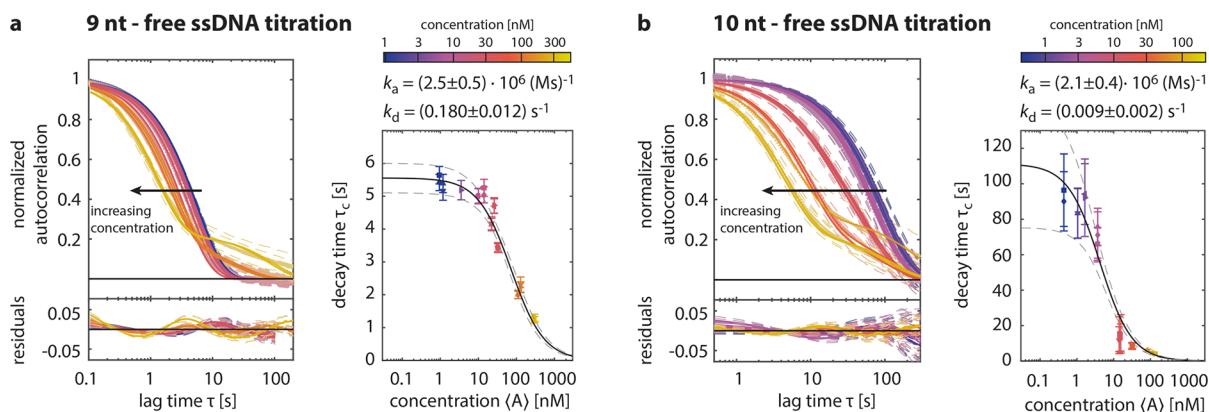 a
9 nt - free ssDNA titration
concentration [nM]
1 3 10 30 100 300
kₐ = (2.5±0.5) · 10⁶ (Ms)⁻¹
k_d = (0.180±0.012) s⁻¹
normalized
autocorrelation
1
0.8
0.6
0.4
0.2
increasing
concentration
residuals
0.05
-0.05
0.1 1 10 100
lag time τ [s]
decay time τ_c [s]
6
5
4
3
2
1
0
0.1 1 10 100 1000
concentration ⟨A⟩ [nM]
b
10 nt - free ssDNA titration
concentration [nM]
1 3 10 30 100
kₐ = (2.1±0.4) · 10⁶ (Ms)⁻¹
k_d = (0.009±0.002) s⁻¹
normalized
autocorrelation
1
0.8
0.6
0.4
0.2
increasing
concentration
residuals
0.05
-0.05
1 10 100
lag time τ [s]
decay time τ_c [s]
120
100
80
60
40
20
0
0.1 1 10 100 1000
concentration ⟨A⟩ [nM]